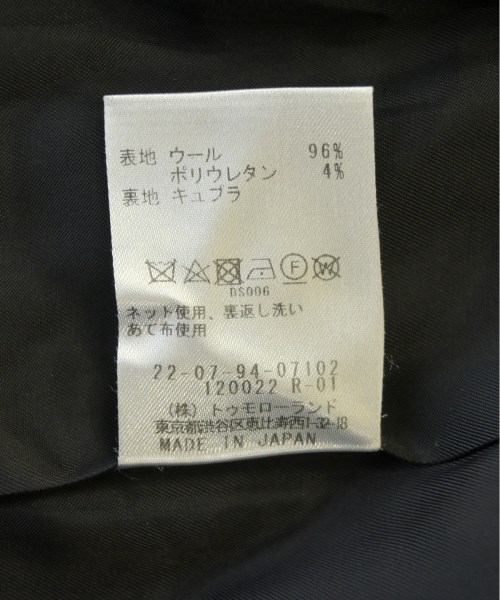 表地 ウール 96%
ポリウレタン 4%
裏地 キュプラ
F W
DS006
ネット使用、裏返し洗い
あて布使用
22-07-94-07102
120022 R-01
(株) トゥモローランド
東京都渋谷区恵比寿西1-32-18
MADE IN JAPAN